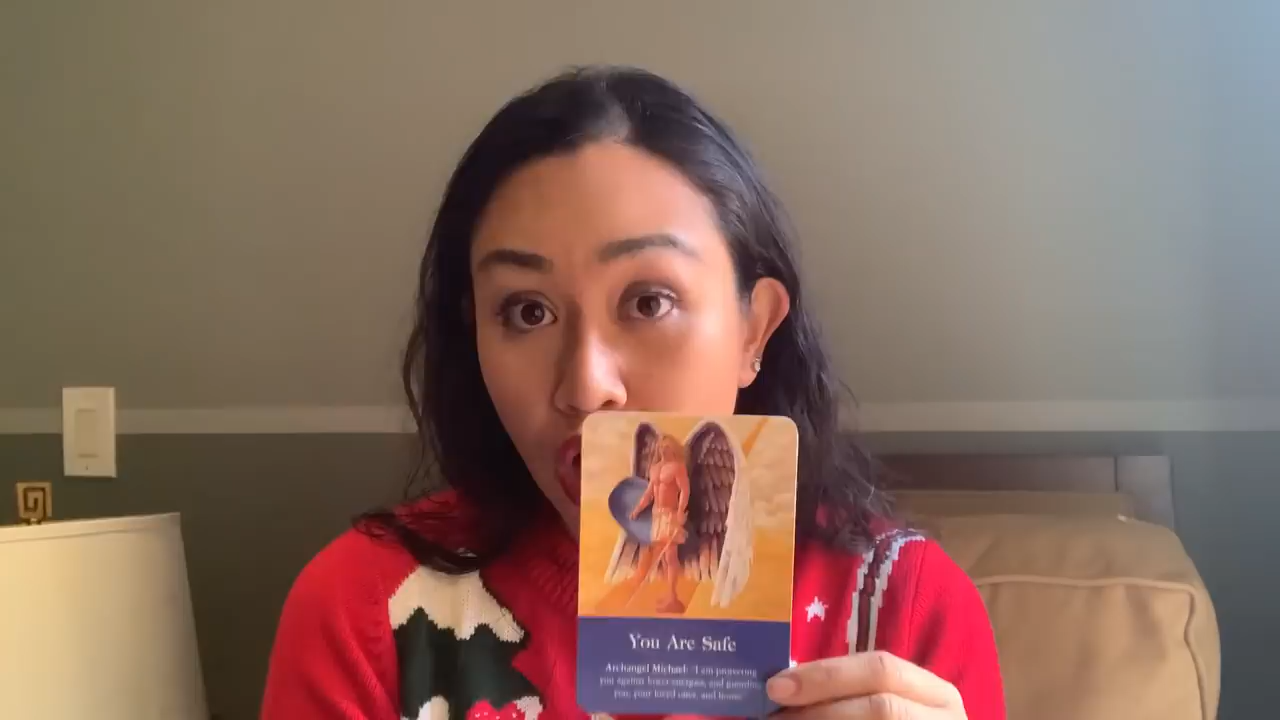 You Are Safe
Archangel Michael: "I am protecting
you against lower energies, and guarding
you, your loved ones, and home.